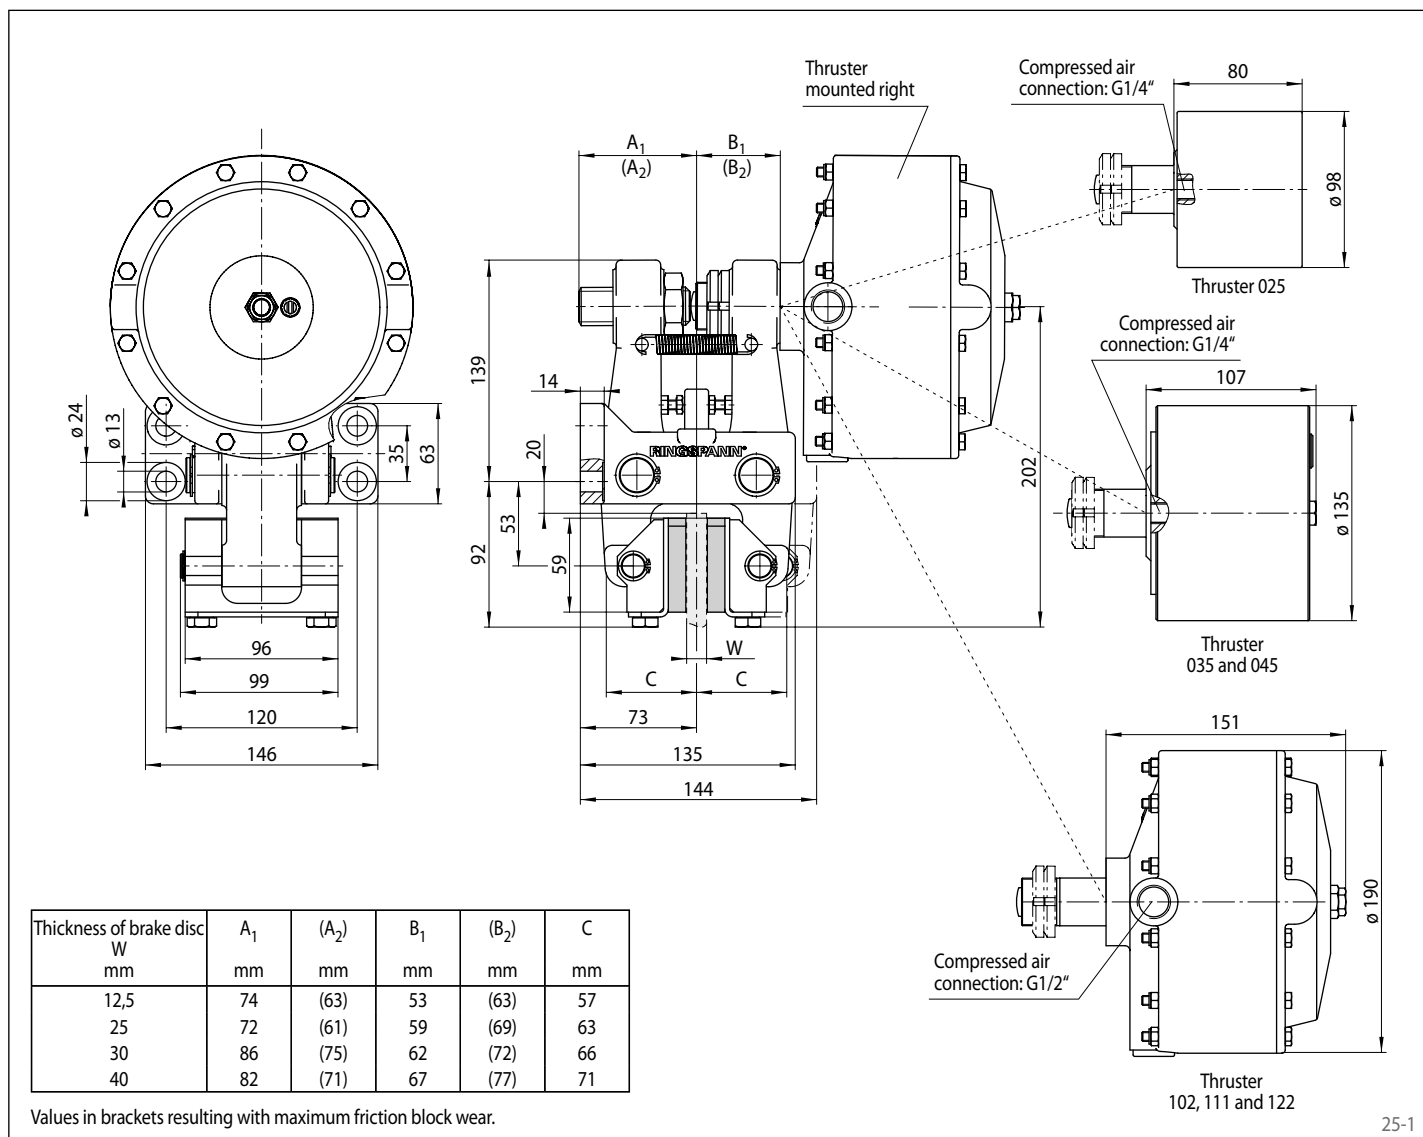 Thruster
mounted right
Compressed air
connection: G1/4“
80
ø 98
Thruster 025
A1
(A2)
B1
(B2)
139
14
20
53
92
59
RINGSPANN®
202
W
C
C
73
135
144
ø 24
ø 13
35
63
96
99
120
146
Compressed air
connection: G1/4“
107
ø 135
Thruster
035 and 045
151
ø 190
Compressed air
connection: G1/2“
Thruster
102, 111 and 122
Thickness of brake disc A1 (A2) B1 (B2) C
W
mm mm mm mm mm mm
12,5 74 (63) 53 (63) 57
25 72 (61) 59 (69) 63
30 86 (75) 62 (72) 66
40 82 (71) 67 (77) 71
Values in brackets resulting with maximum friction block wear.
25-1